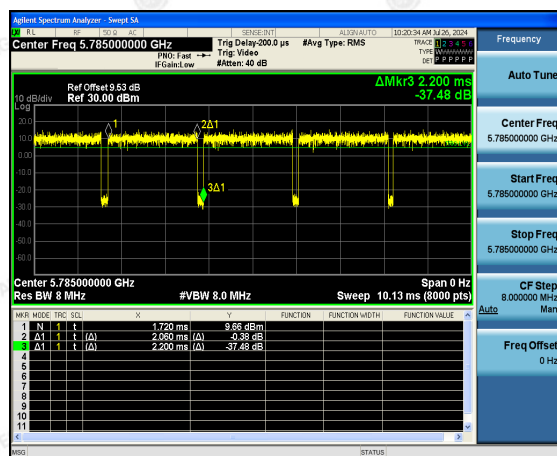 Agilent Spectrum Analyzer - Swept SA
RL RF 50 Ω AC SENSE:INT ALIGNAUTO 10:20:34 AM Jul 26, 2024
Center Freq 5.785000000 GHz
PNO: Fast
IFGain:Low
Trig Delay-200.0 µs #Avg Type: RMS
Trig: Video
#Atten: 40 dB
TRACE 1 2 3 4 5 6
TYPE
DET P P P P P P
Ref Offset 9.53 dB
Ref 30.00 dBm
ΔMkr3 2.200 ms
-37.48 dB
10 dB/div
Log
20.0
10.0
0.00
-10.0
-20.0
-30.0
-40.0
-50.0
-60.0
1
2Δ1
3Δ1
Center 5.785000000 GHz Span 0 Hz
Res BW 8 MHz #VBW 8.0 MHz Sweep 10.13 ms (8000 pts)
MKR MODE TRC SCL X Y FUNCTION FUNCTION WIDTH FUNCTION VALUE
1 N 1 t 1.720 ms 9.66 dBm
2 Δ1 1 t (Δ) 2.060 ms (Δ) -0.38 dB
3 Δ1 1 t (Δ) 2.200 ms (Δ) -37.48 dB
4
5
6
7
8
9
10
11
MSG STATUS
Frequency
Auto Tune
Center Freq
5.785000000 GHz
Start Freq
5.785000000 GHz
Stop Freq
5.785000000 GHz
CF Step
8.000000 MHz
Auto Man
Freq Offset
0 Hz